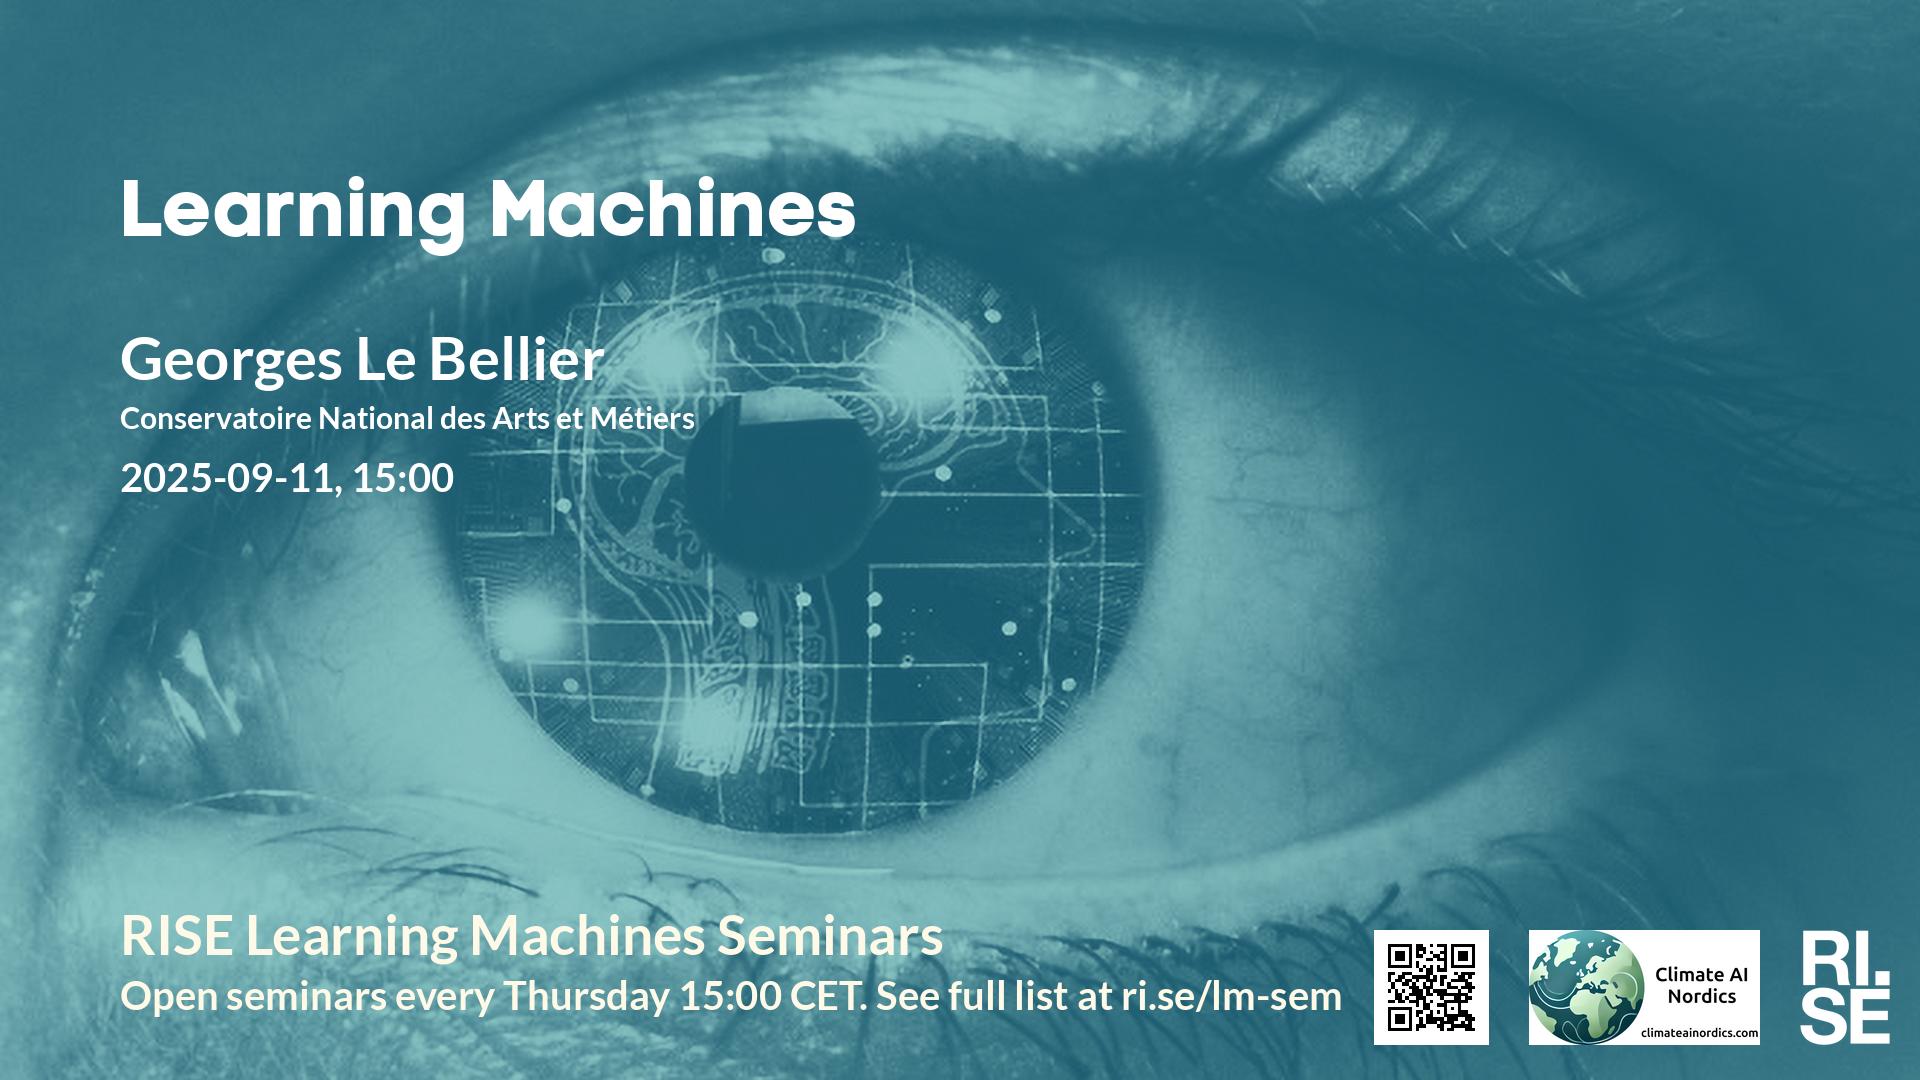 Learning Machines
Georges Le Bellier
Conservatoire National des Arts et Métiers
2025-09-11, 15:00
RISE Learning Machines Seminars
Open seminars every Thursday 15:00 CET. See full list at ri.se/lm-sem
Climate AI
Nordics
climateainordics.com
RI.
SE